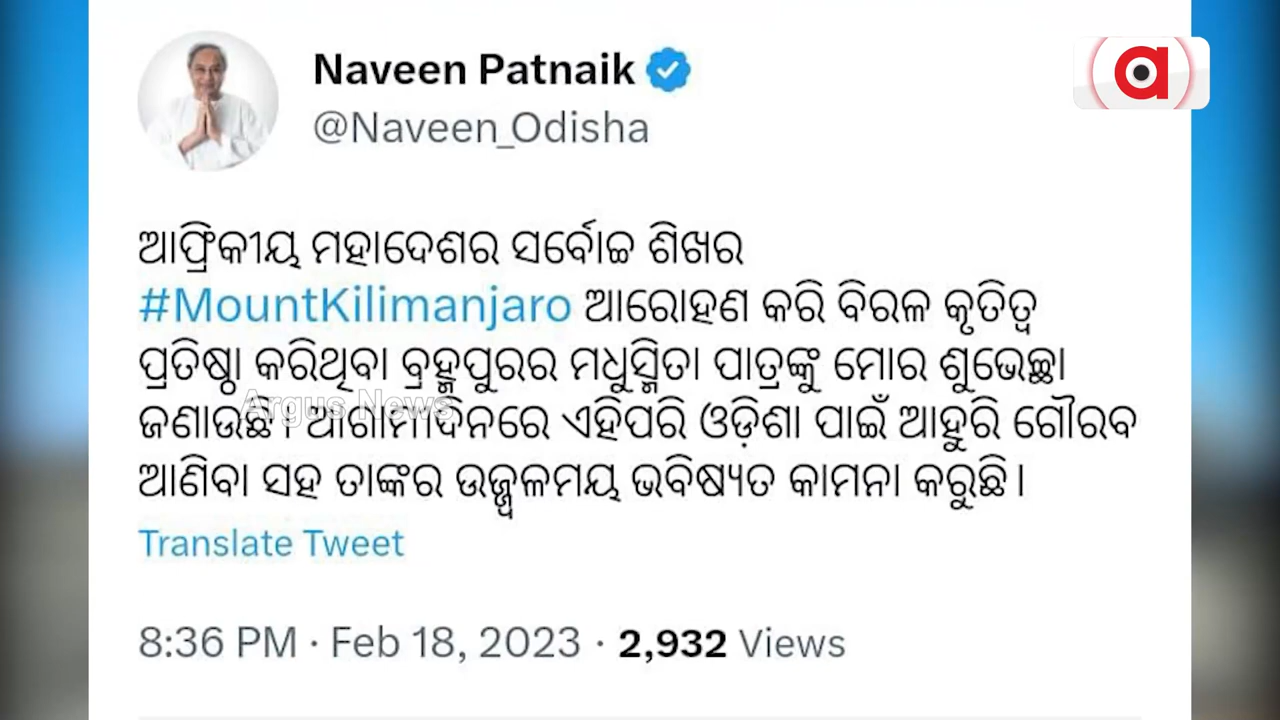 Naveen Patnaik
@Naveen_Odisha
ଆଫ୍ରିକୀୟ ମହାଦେଶର ସର୍ବୋଚ୍ଚ ଶିଖର
#MountKilimanjaro ଆରୋହଣ କରି ବିରଳ କୃତିତ୍ୱ
ପ୍ରତିଷ୍ଠା କରିଥିବା ବ୍ରହ୍ମପୁରର ମଧୁସ୍ମିତା ପାତ୍ରଙ୍କୁ ମୋର ଶୁଭେଚ୍ଛା
Argus News
ଜଣାଉଛି । ଆଗାମୀଦିନରେ ଏହିପରି ଓଡ଼ିଶା ପାଇଁ ଆହୁରି ଗୌରବ
ଆଣିବା ସହ ତାଙ୍କର ଉଜ୍ଜ୍ୱଳମୟ ଭବିଷ୍ୟତ କାମନା କରୁଛି ।
Translate Tweet
8:36 PM · Feb 18, 2023 · 2,932 Views
a